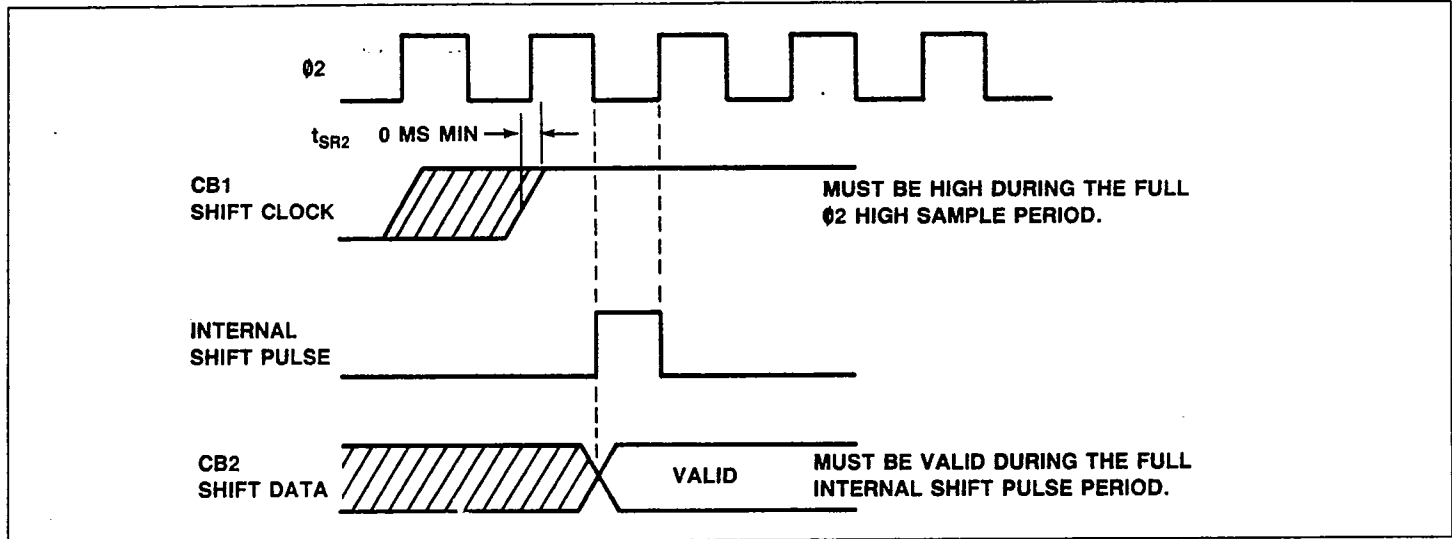 φ2
tSR2 0 MS MIN
CB1
SHIFT CLOCK
MUST BE HIGH DURING THE FULL
φ2 HIGH SAMPLE PERIOD.
INTERNAL
SHIFT PULSE
CB2
SHIFT DATA
VALID
MUST BE VALID DURING THE FULL
INTERNAL SHIFT PULSE PERIOD.